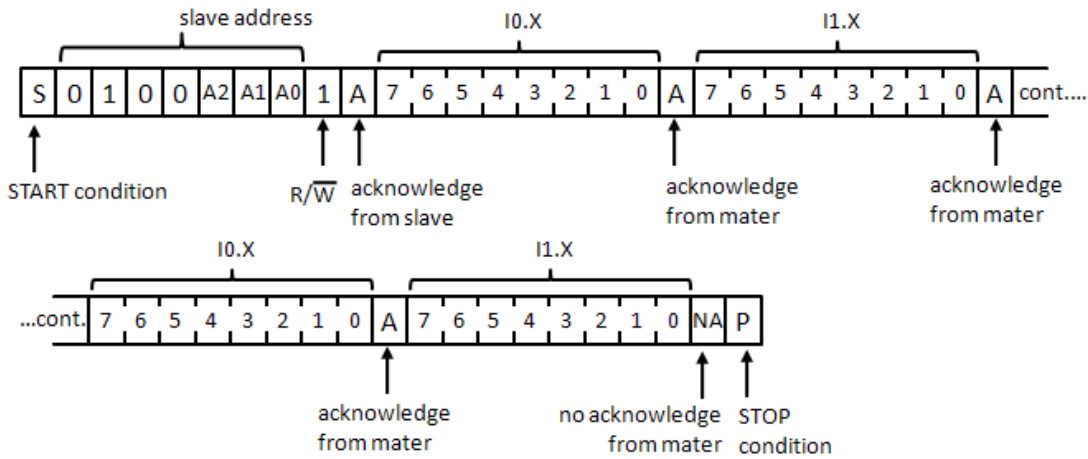 slave address I0.X I1.X
S 0 1 0 0 A2 A1 A0 1 A 7 6 5 4 3 2 1 0 A 7 6 5 4 3 2 1 0 A cont....
START condition R/W̅ acknowledge acknowledge acknowledge
from slave from mater from mater
I0.X I1.X
...cont. 7 6 5 4 3 2 1 0 A 7 6 5 4 3 2 1 0 NA P
acknowledge no acknowledge STOP
from mater from mater condition